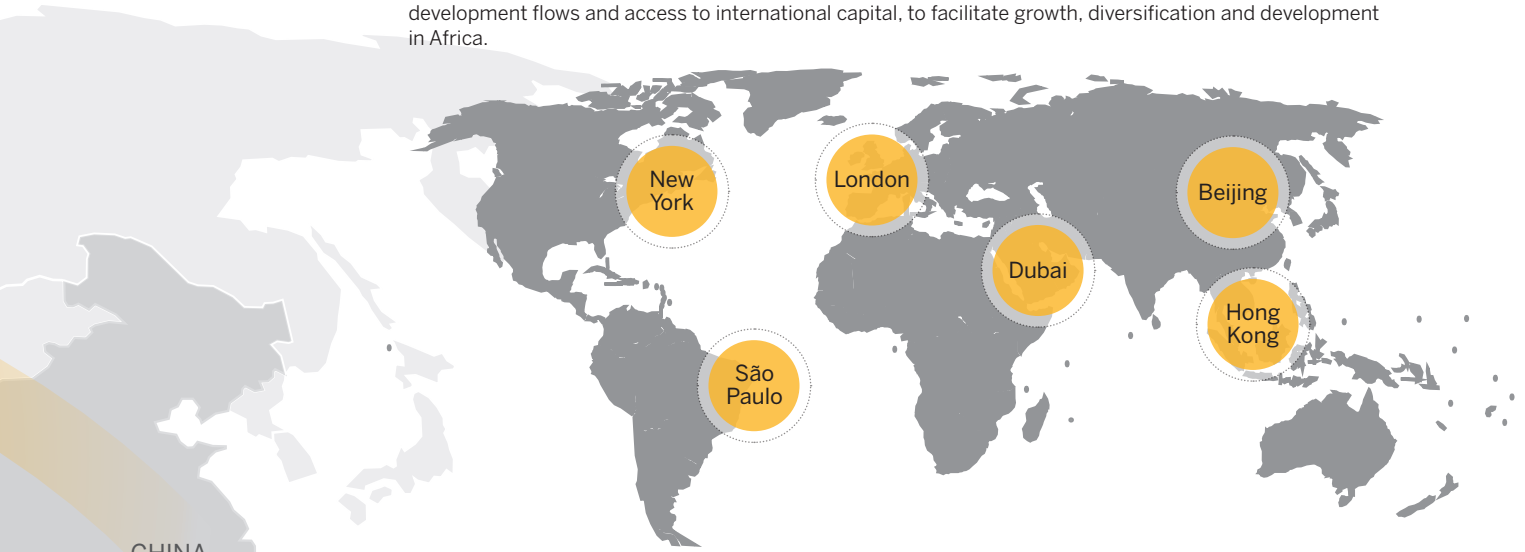 development flows and access to international capital, to facilitate growth, diversification and development
in Africa.
New
York
London
Beijing
Dubai
Hong
Kong
São
Paulo
CHINA